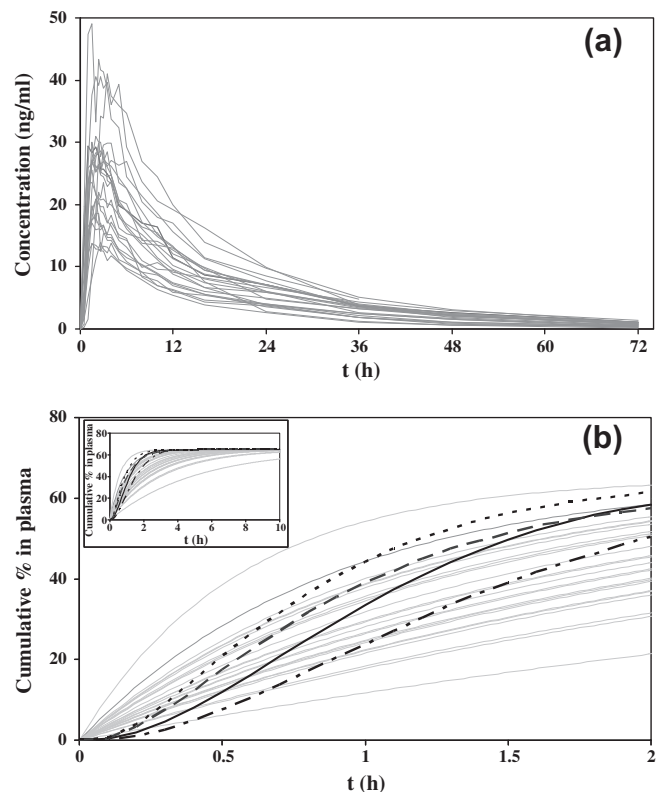 (a)
Concentration (ng/ml)
50
40
30
20
10
0
0 12 24 36 48 60 72
t (h)
(b)
Cumulative % in plasma
80
60
40
20
0
0 0.5 1 1.5 2
t (h)
Cumulative % in plasma
80
60
40
20
0
0 2 4 6 8 10
t (h)